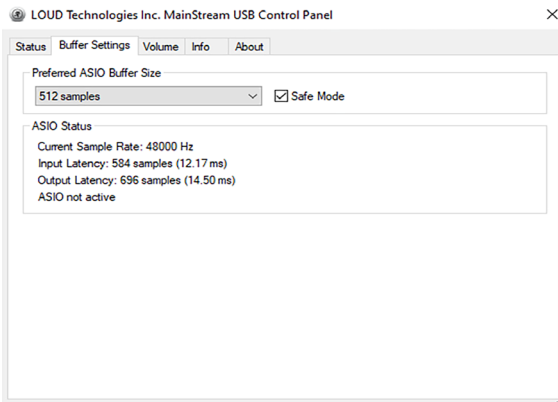 LOUD Technologies Inc. MainStream USB Control Panel
Status Buffer Settings Volume Info About
Preferred ASIO Buffer Size
512 samples Safe Mode
ASIO Status
Current Sample Rate: 48000 Hz
Input Latency: 584 samples (12.17 ms)
Output Latency: 696 samples (14.50 ms)
ASIO not active